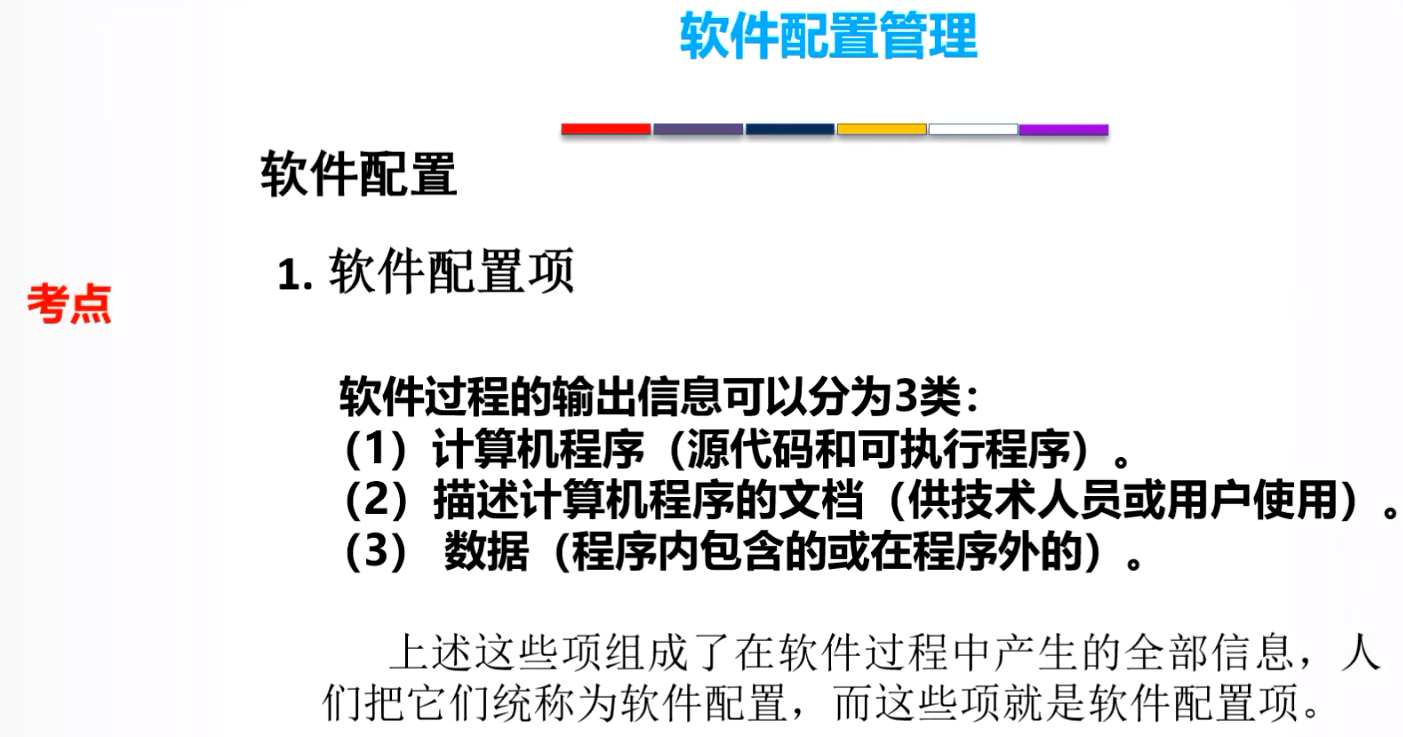 软件配置管理
软件配置
1. 软件配置项
考点
软件过程的输出信息可以分为3类：
（1）计算机程序（源代码和可执行程序）。
（2）描述计算机程序的文档（供技术人员或用户使用）。
（3） 数据（程序内包含的或在程序外的）。
上述这些项组成了在软件过程中产生的全部信息，人
们把它们统称为软件配置，而这些项就是软件配置项。